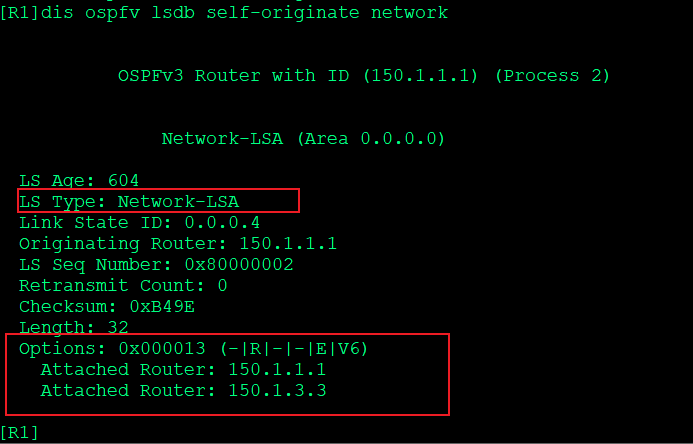 [R1]dis ospfv lsdb self-originate network
OSPFv3 Router with ID (150.1.1.1) (Process 2)
Network-LSA (Area 0.0.0.0)
LS Age: 604
LS Type: Network-LSA
Link State ID: 0.0.0.4
Originating Router: 150.1.1.1
LS Seq Number: 0x80000002
Retransmit Count: 0
Checksum: 0xB49E
Length: 32
Options: 0x000013 (-|R|-|-|E|V6)
Attached Router: 150.1.1.1
Attached Router: 150.1.3.3
[R1]